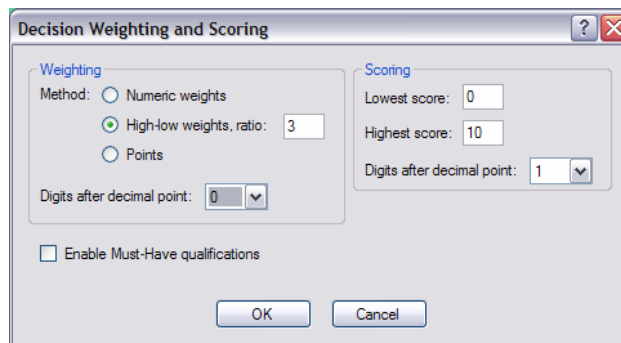 Decision Weighting and Scoring
Weighting
Method: Numeric weights
High-low weights, ratio: 3
Points
Digits after decimal point: 0
Scoring
Lowest score: 0
Highest score: 10
Digits after decimal point: 1
Enable Must-Have qualifications
OK Cancel